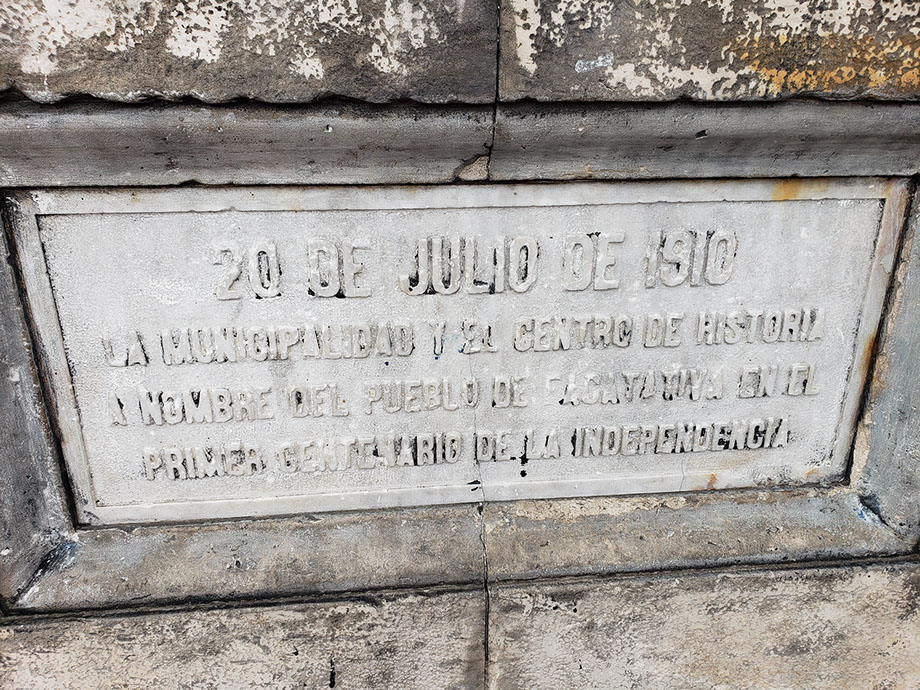 20 DE JULIO DE 1910
LA MUNICIPALIDAD Y EL CENTRO DE HISTORIA
A NOMBRE DEL PUEBLO DE FACATATIVA EN EL
PRIMER CENTENARIO DE LA INDEPENDENCIA